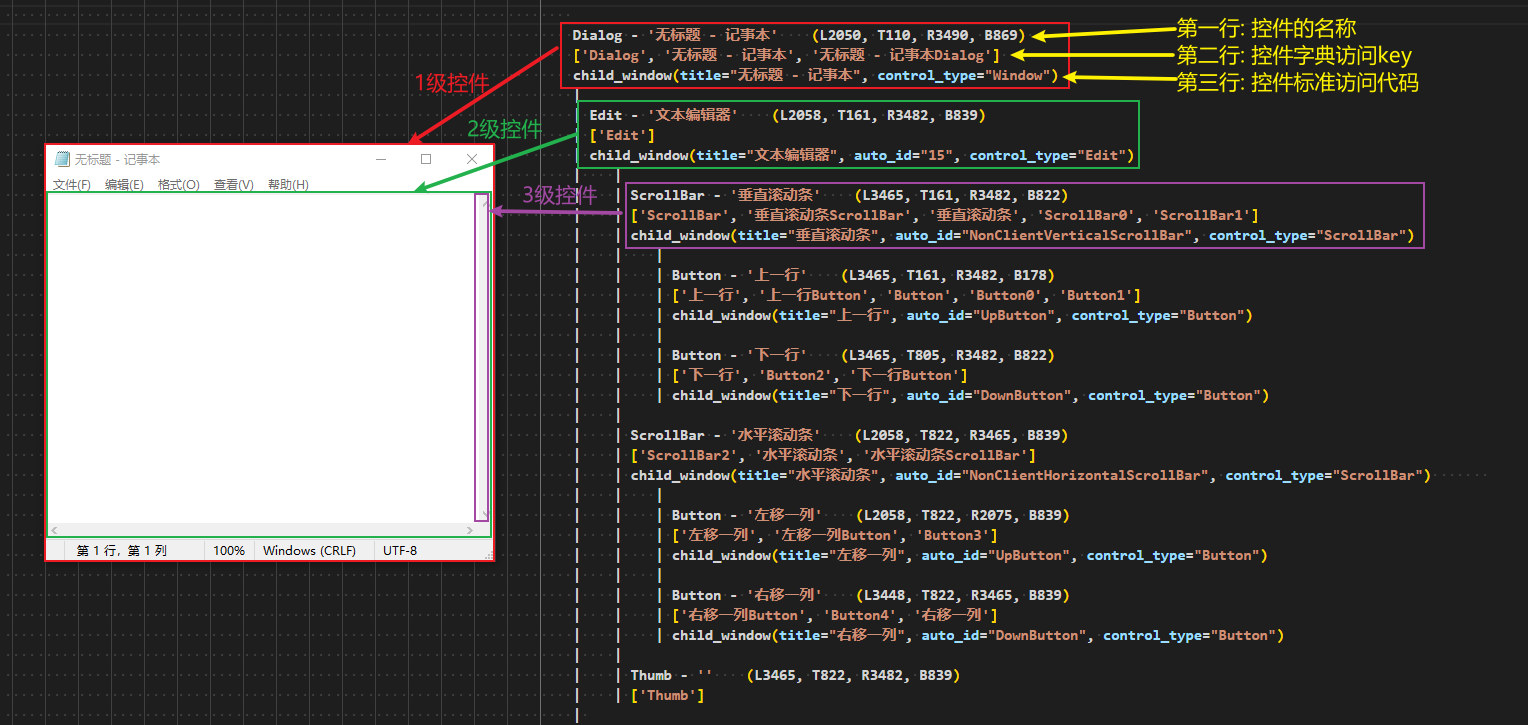 Dialog - '无标题 - 记事本'    (L2050, T110, R3490, B869)
['Dialog', '无标题 - 记事本', '无标题 - 记事本Dialog']
child_window(title="无标题 - 记事本", control_type="Window")
第一行: 控件的名称
第二行: 控件字典访问key
第三行: 控件标准访问代码
1级控件
2级控件
3级控件
无标题 - 记事本
文件(F) 编辑(E) 格式(O) 查看(V) 帮助(H)
第 1 行, 第 1 列 100% Windows (CRLF) UTF-8
| Edit - '文本编辑器'    (L2058, T161, R3482, B839)
| ['Edit']
| child_window(title="文本编辑器", auto_id="15", control_type="Edit")
| | ScrollBar - '垂直滚动条'    (L3465, T161, R3482, B822)
| | ['ScrollBar', '垂直滚动条ScrollBar', '垂直滚动条', 'ScrollBar0', 'ScrollBar1']
| | child_window(title="垂直滚动条", auto_id="NonClientVerticalScrollBar", control_type="ScrollBar")
| | | Button - '上一行'    (L3465, T161, R3482, B178)
| | | ['上一行', '上一行Button', 'Button', 'Button0', 'Button1']
| | | child_window(title="上一行", auto_id="UpButton", control_type="Button")
| | | Button - '下一行'    (L3465, T805, R3482, B822)
| | | ['下一行', 'Button2', '下一行Button']
| | | child_window(title="下一行", auto_id="DownButton", control_type="Button")
| | ScrollBar - '水平滚动条'    (L2058, T822, R3465, B839)
| | ['ScrollBar2', '水平滚动条', '水平滚动条ScrollBar']
| | child_window(title="水平滚动条", auto_id="NonClientHorizontalScrollBar", control_type="ScrollBar")
| | | Button - '左移一列'    (L2058, T822, R2075, B839)
| | | ['左移一列', '左移一列Button', 'Button3']
| | | child_window(title="左移一列", auto_id="UpButton", control_type="Button")
| | | Button - '右移一列'    (L3448, T822, R3465, B839)
| | | ['右移一列Button', 'Button4', '右移一列']
| | | child_window(title="右移一列", auto_id="DownButton", control_type="Button")
| | Thumb - ''    (L3465, T822, R3482, B839)
| | ['Thumb']